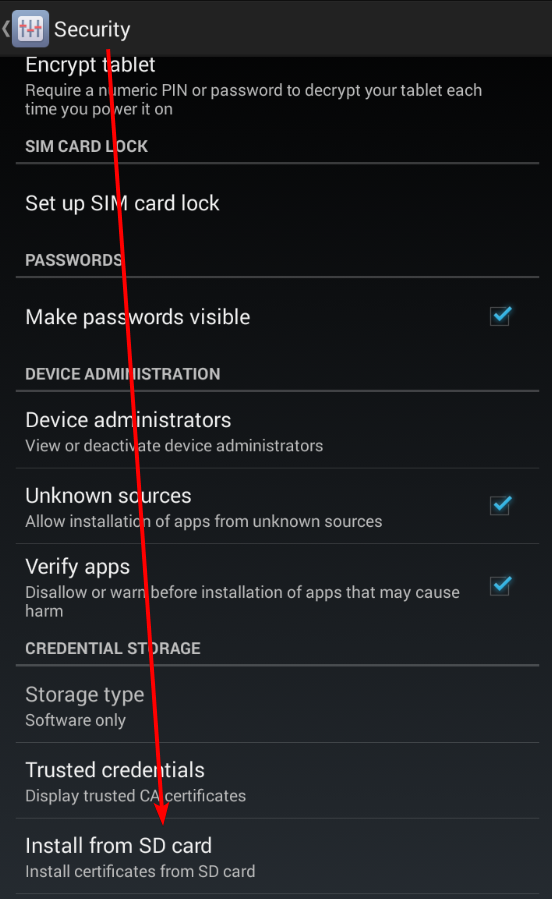 Security
Encrypt tablet
Require a numeric PIN or password to decrypt your tablet each
time you power it on
SIM CARD LOCK
Set up SIM card lock
PASSWORDS
Make passwords visible
DEVICE ADMINISTRATION
Device administrators
View or deactivate device administrators
Unknown sources
Allow installation of apps from unknown sources
Verify apps
Disallow or warn before installation of apps that may cause
harm
CREDENTIAL STORAGE
Storage type
Software only
Trusted credentials
Display trusted CA certificates
Install from SD card
Install certificates from SD card